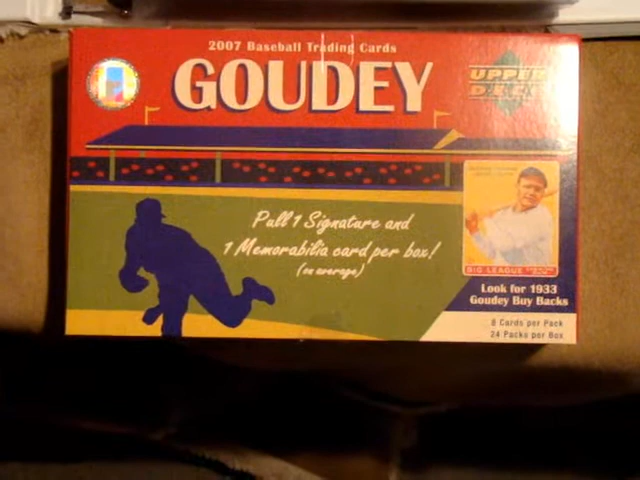 2007 Baseball Trading Cards
GOUDEY
UPPER
DECK
Pull 1 Signature and
1 Memorabilia card per box!
(on average)
BIG LEAGUE
Look for 1933
Goudey Buy Backs
8 Cards per Pack
24 Packs per Box